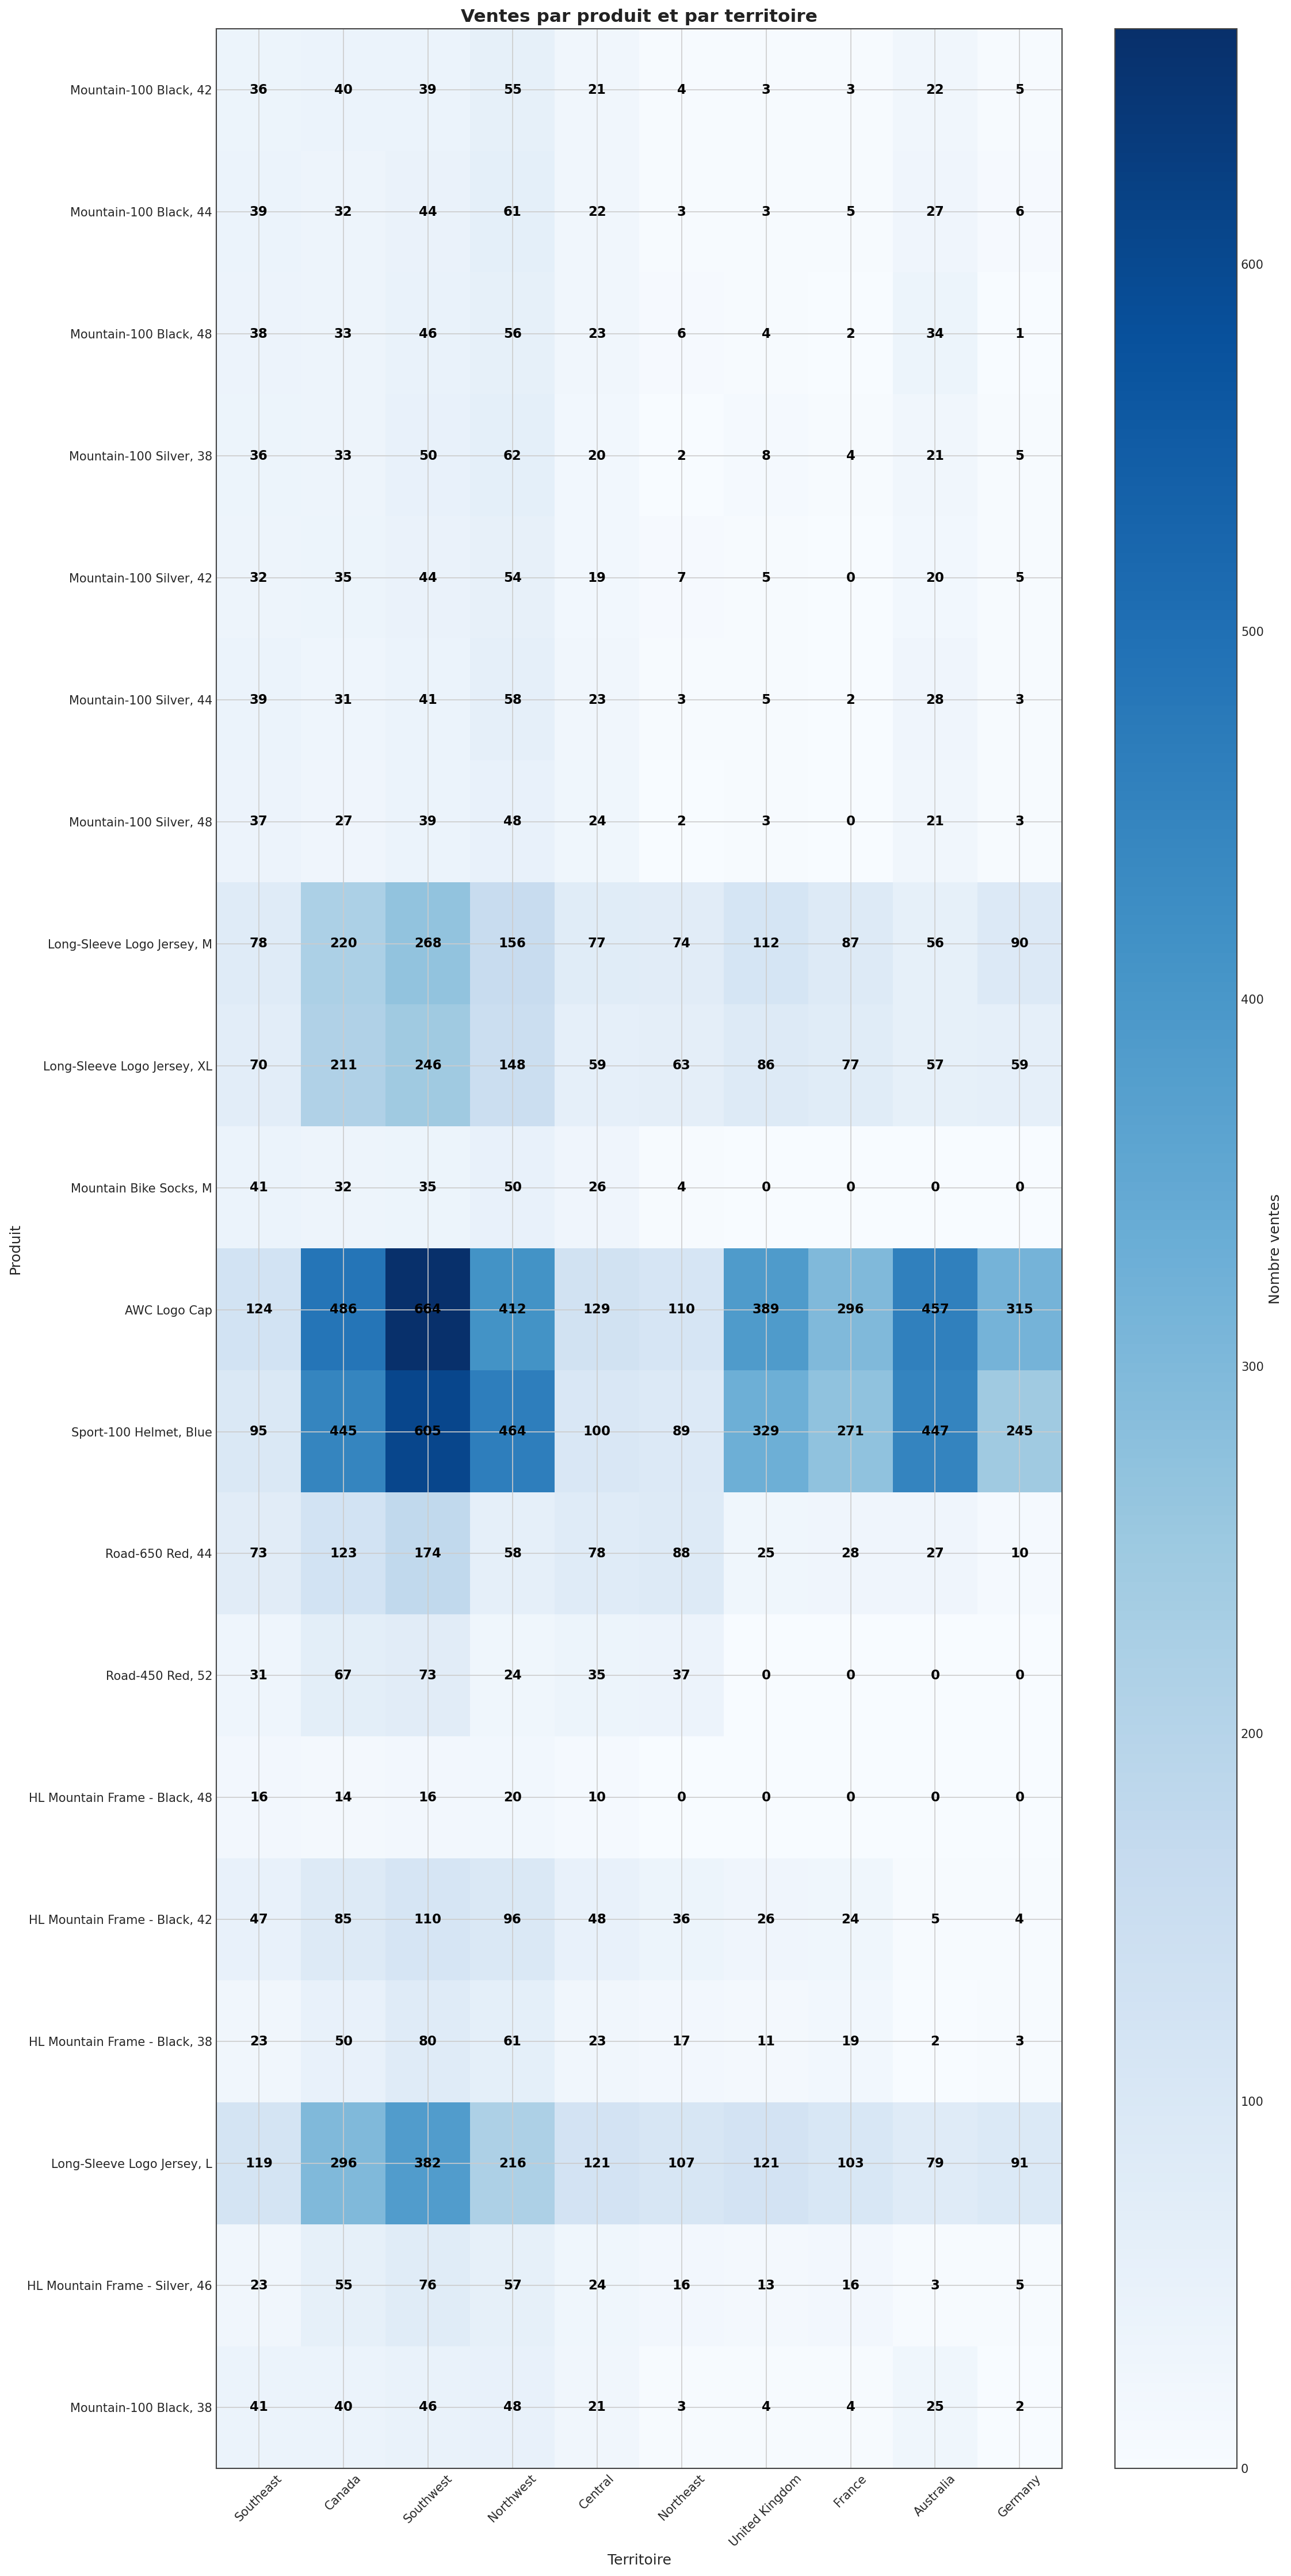 Ventes par produit et par territoire
Mountain-100 Black, 42 36 40 39 55 21 4 3 3 22 5
Mountain-100 Black, 44 39 32 44 61 22 3 3 5 27 6
600
Mountain-100 Black, 48 38 33 46 56 23 6 4 2 34 1
Mountain-100 Silver, 38 36 33 50 62 20 2 8 4 21 5
Mountain-100 Silver, 42 32 35 44 54 19 7 5 0 20 5
500
Mountain-100 Silver, 44 39 31 41 58 23 3 5 2 28 3
Mountain-100 Silver, 48 37 27 39 48 24 2 3 0 21 3
Long-Sleeve Logo Jersey, M 78 220 268 156 77 74 112 87 56 90
400
Long-Sleeve Logo Jersey, XL 70 211 246 148 59 63 86 77 57 59
Mountain Bike Socks, M 41 32 35 50 26 4 0 0 0 0
Produit
Nombre ventes
AWC Logo Cap 124 486 664 412 129 110 389 296 457 315
300
Sport-100 Helmet, Blue 95 445 605 464 100 89 329 271 447 245
Road-650 Red, 44 73 123 174 58 78 88 25 28 27 10
Road-450 Red, 52 31 67 73 24 35 37 0 0 0 0
200
HL Mountain Frame - Black, 48 16 14 16 20 10 0 0 0 0 0
HL Mountain Frame - Black, 42 47 85 110 96 48 36 26 24 5 4
HL Mountain Frame - Black, 38 23 50 80 61 23 17 11 19 2 3
100
Long-Sleeve Logo Jersey, L 119 296 382 216 121 107 121 103 79 91
HL Mountain Frame - Silver, 46 23 55 76 57 24 16 13 16 3 5
Mountain-100 Black, 38 41 40 46 48 21 3 4 4 25 2
0
Southeast Canada Southwest Northwest Central Northeast United Kingdom France Australia Germany
Territoire